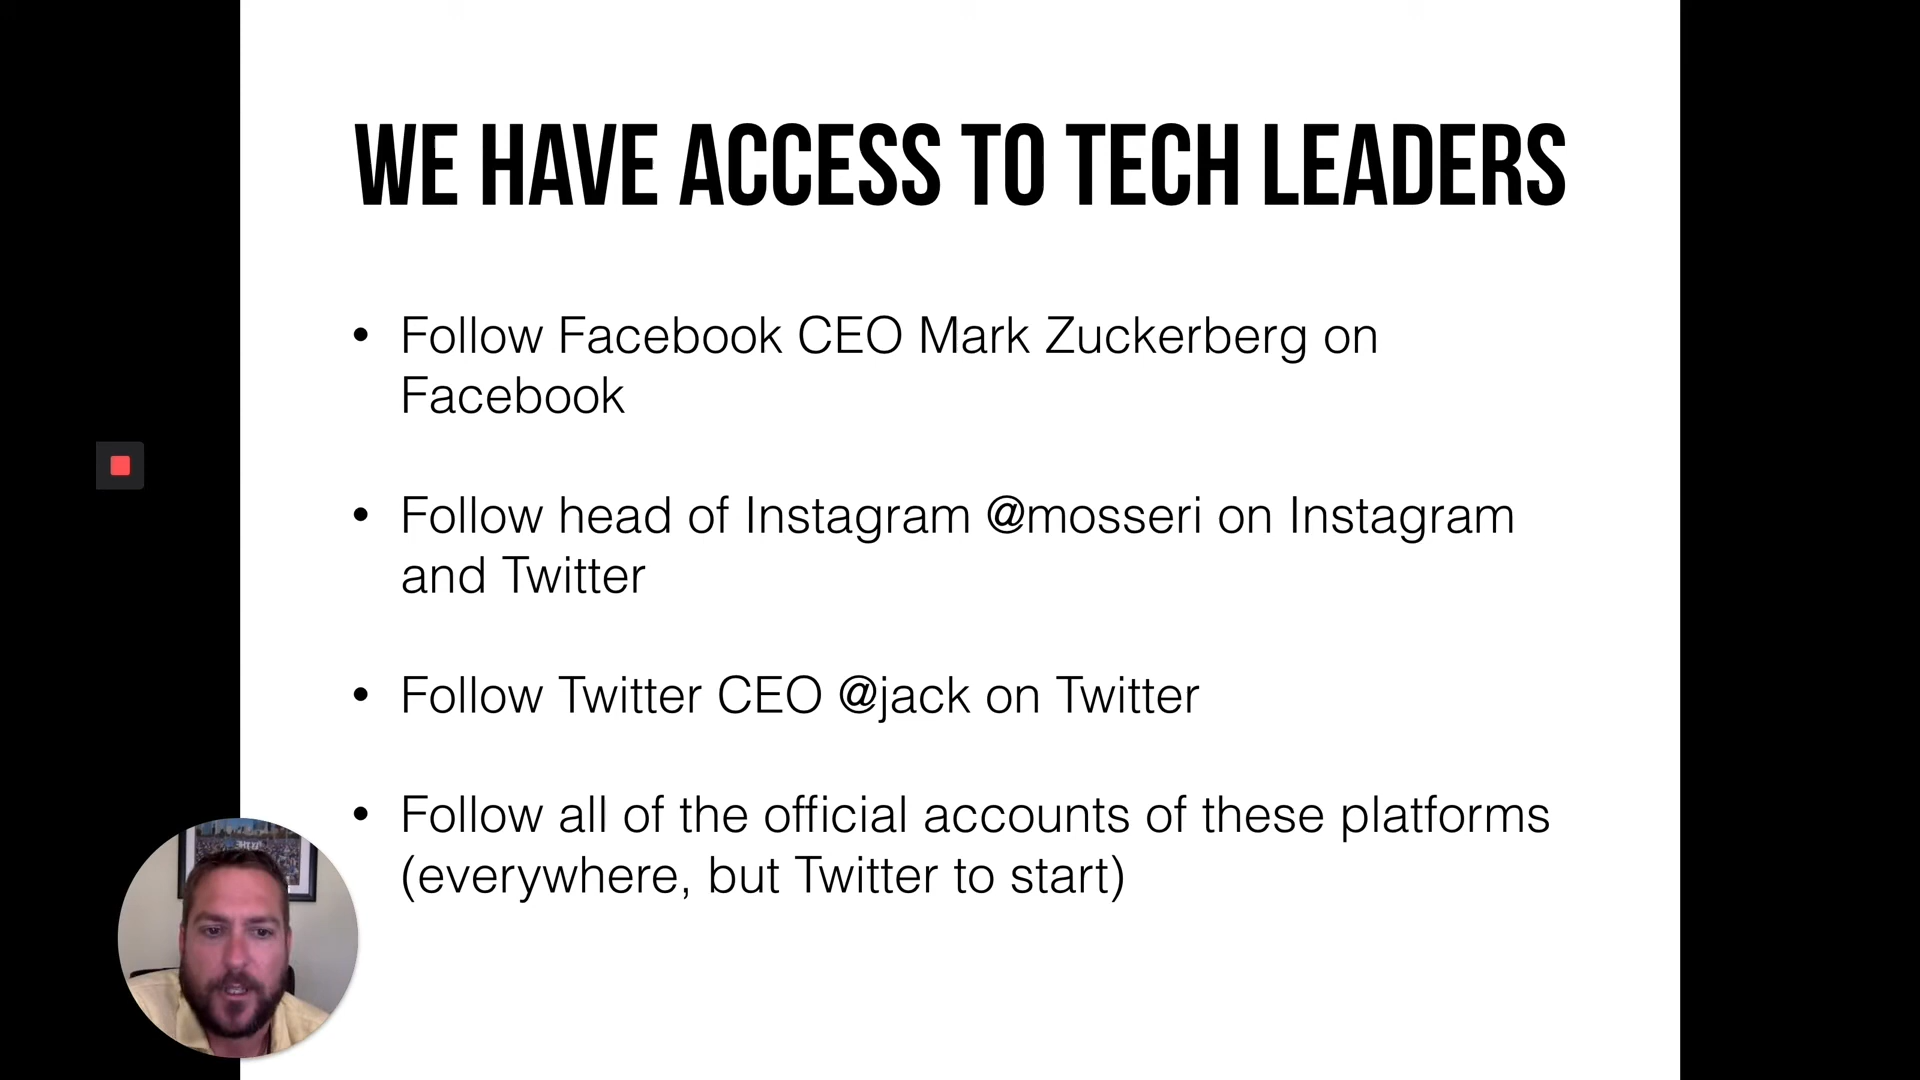 WE HAVE ACCESS TO TECH LEADERS
• Follow Facebook CEO Mark Zuckerberg on
Facebook
• Follow head of Instagram @mosseri on Instagram
and Twitter
• Follow Twitter CEO @jack on Twitter
• Follow all of the official accounts of these platforms
(everywhere, but Twitter to start)